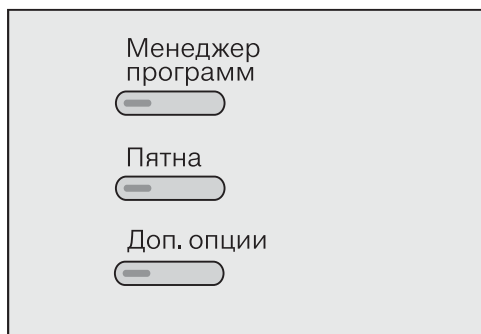 Менеджер
программ
Пятна
Доп. опции